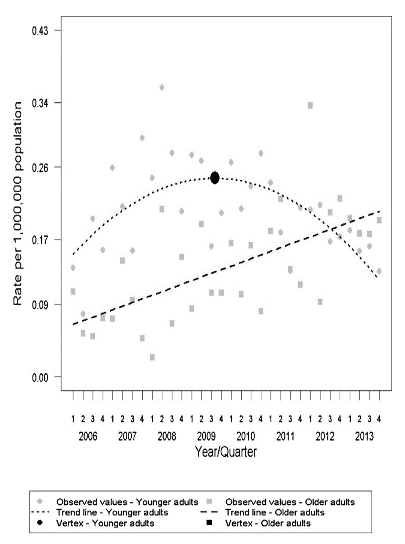 0.43
0.34
0.26
0.17
0.09
0.00
Rate per 1,000,000 population
1 2 3 4 1 2 3 4 1 2 3 4 1 2 3 4 1 2 3 4 1 2 3 4 1 2 3 4 1 2 3 4
2006 2007 2008 2009 2010 2011 2012 2013
Year/Quarter
Observed values - Younger adults Observed values - Older adults
Trend line - Younger adults Trend line - Older adults
Vertex - Younger adults Vertex - Older adults